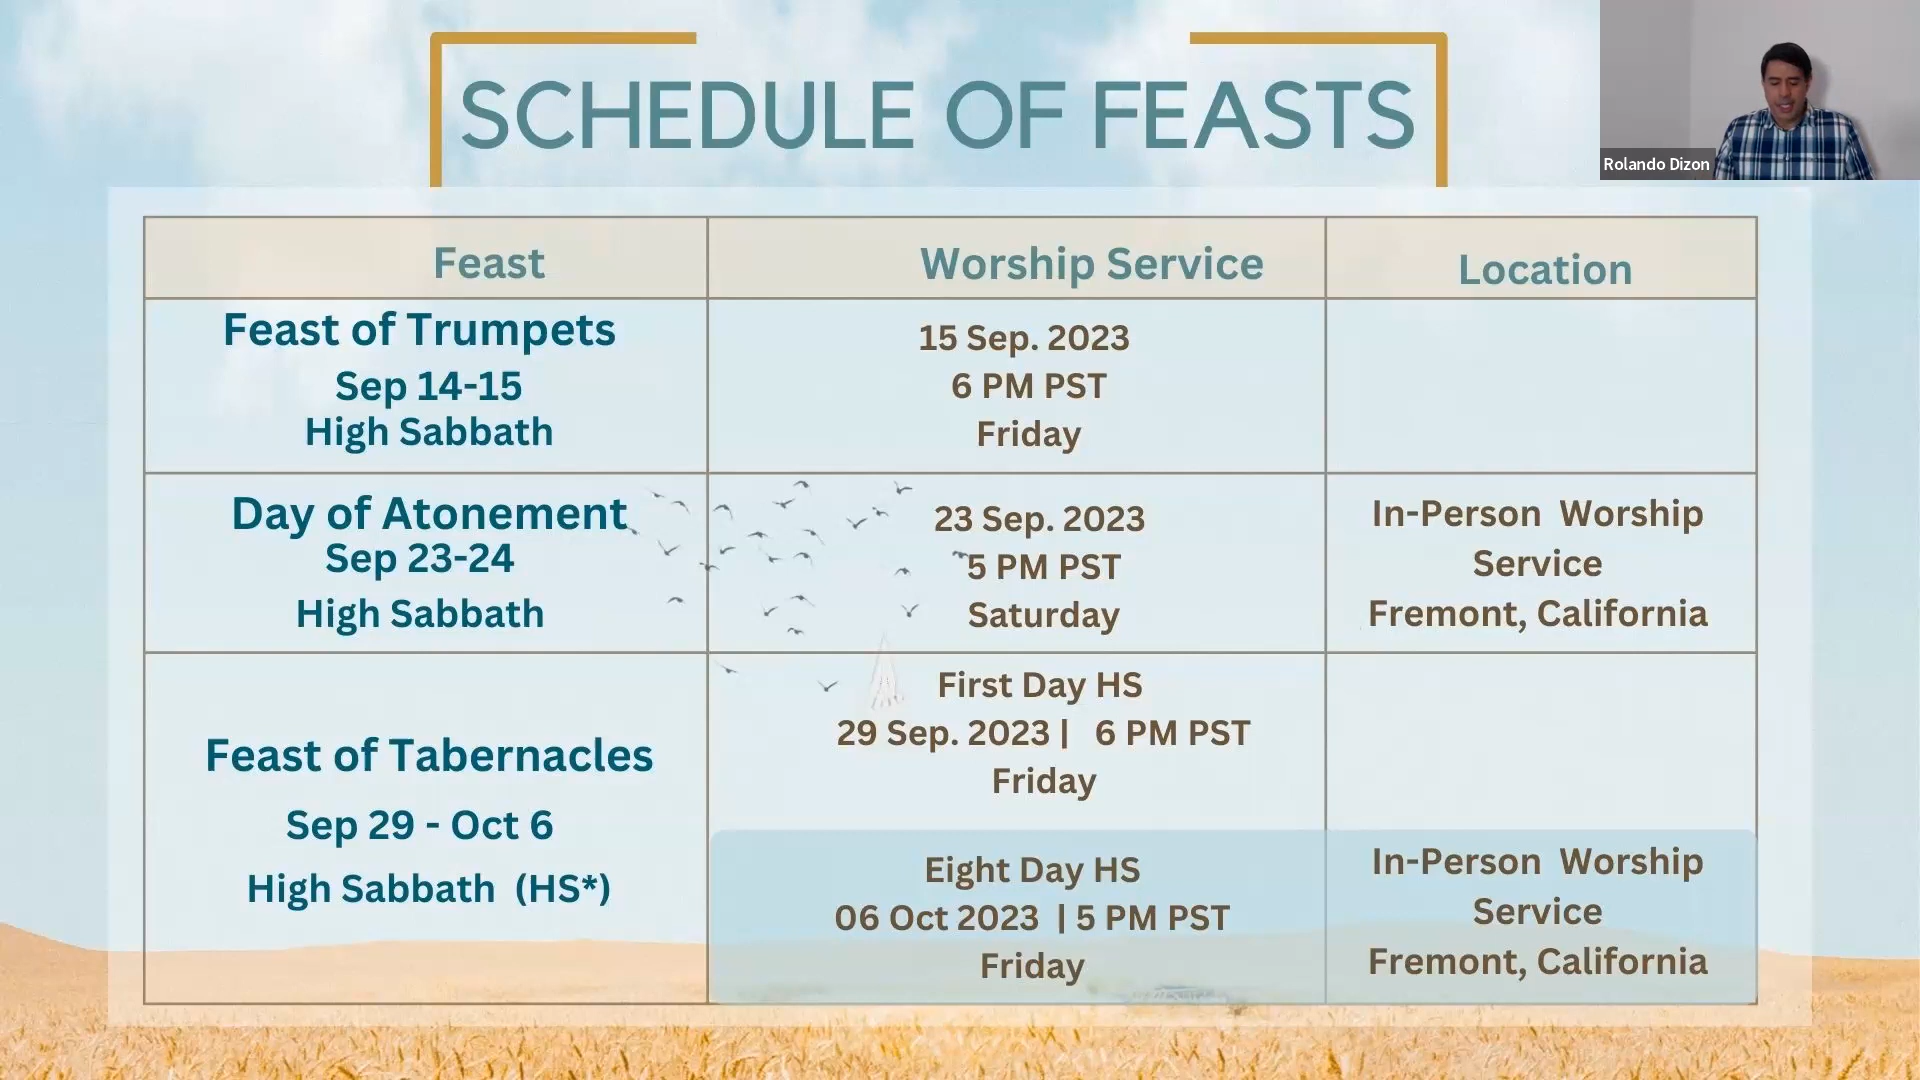 SCHEDULE OF FEASTS
Rolando Dizon
Feast
Worship Service
Location
Feast of Trumpets
Sep 14-15
High Sabbath
15 Sep. 2023
6 PM PST
Friday
Day of Atonement
Sep 23-24
High Sabbath
23 Sep. 2023
5 PM PST
Saturday
In-Person Worship
Service
Fremont, California
Feast of Tabernacles
Sep 29 - Oct 6
High Sabbath (HS*)
First Day HS
29 Sep. 2023 | 6 PM PST
Friday
Eight Day HS
06 Oct 2023 | 5 PM PST
Friday
In-Person Worship
Service
Fremont, California